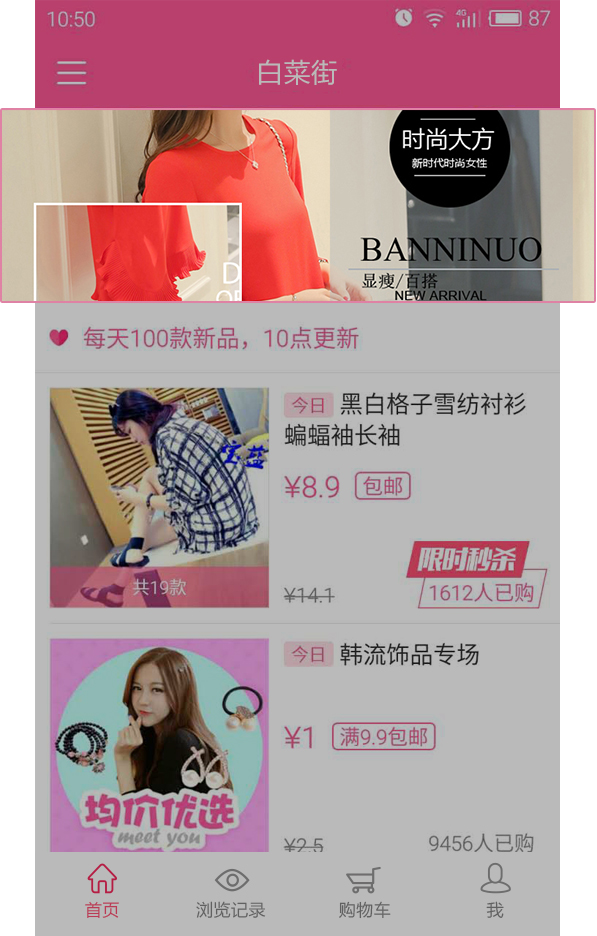 10:50
4G
87
白菜街
时尚大方
新时代时尚女性
BANNINUO
显瘦/百搭
NEW ARRIVAL
每天100款新品，10点更新
今日 黑白格子雪纺衬衫
蝙蝠袖长袖
宝蓝
¥8.9 包邮
共19款
限时秒杀
¥14.1
1612人已购
今日 韩流饰品专场
¥1 满9.9包邮
均价优选
meet you
¥2.5
9456人已购
首页
浏览记录
购物车
我